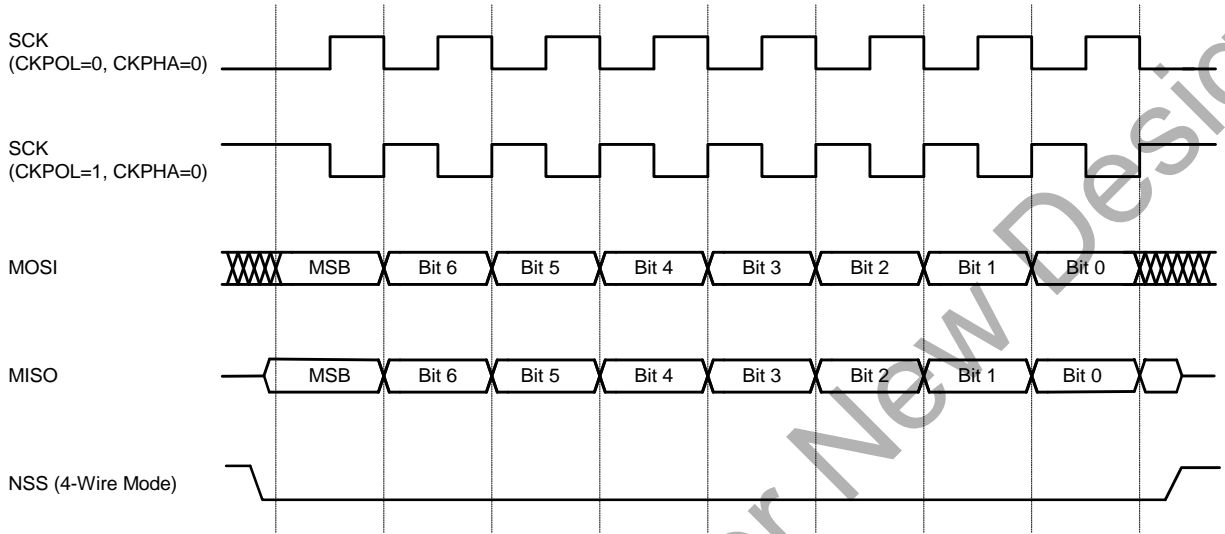 SCK
(CKPOL=0, CKPHA=0)
SCK
(CKPOL=1, CKPHA=0)
MOSI
MSB Bit 6 Bit 5 Bit 4 Bit 3 Bit 2 Bit 1 Bit 0
MISO
MSB Bit 6 Bit 5 Bit 4 Bit 3 Bit 2 Bit 1 Bit 0
NSS (4-Wire Mode)
New